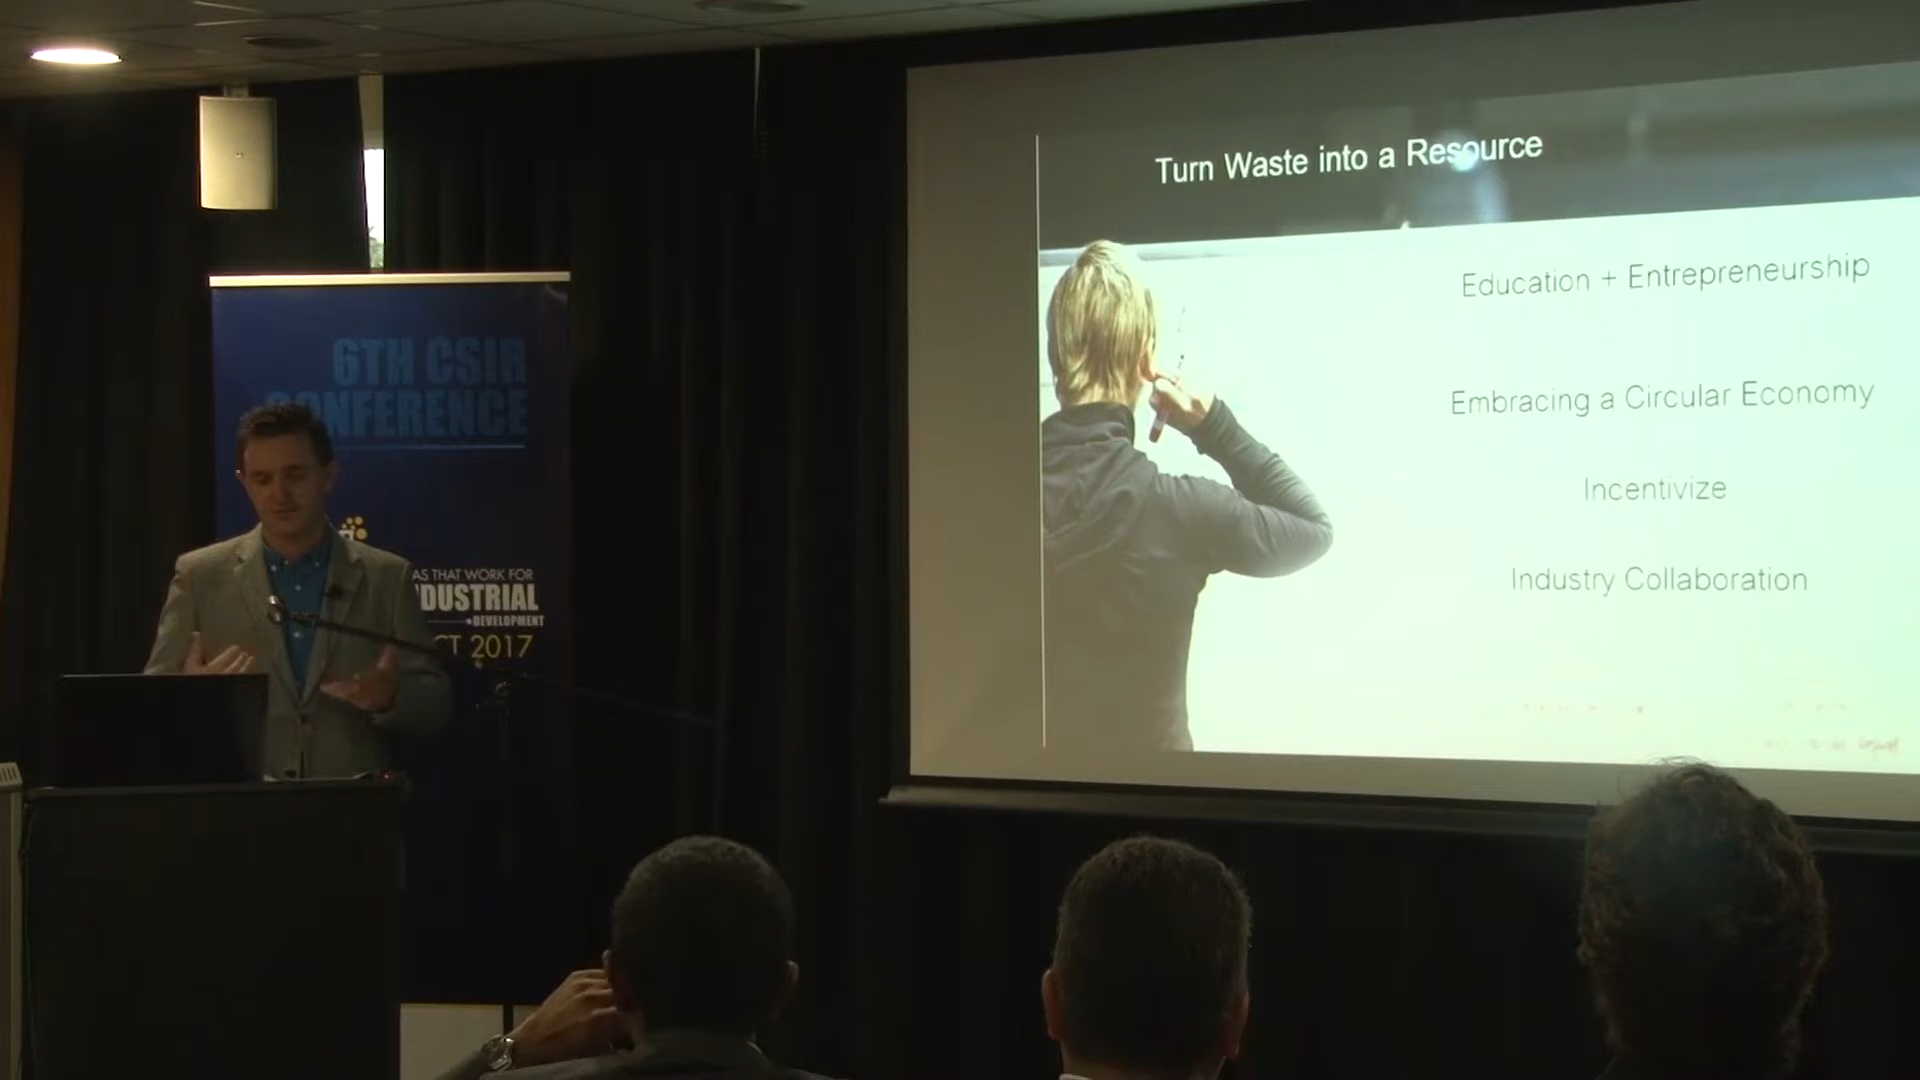 6TH CSIR
CONFERENCE
AS THAT WORK FOR
DUSTRIAL
DEVELOPMENT
CT 2017
Turn Waste into a Resource
Education + Entrepreneurship
Embracing a Circular Economy
Incentivize
Industry Collaboration